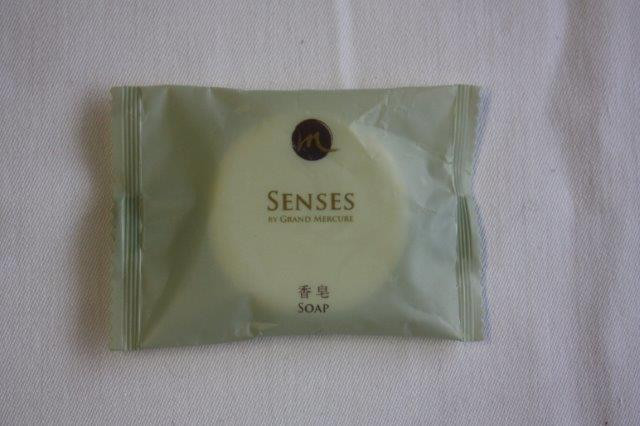 m
SENSES
BY GRAND MERCURE
香皂
SOAP